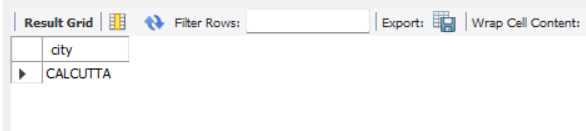 Result Grid Filter Rows: Export: Wrap Cell Content:
city
CALCUTTA